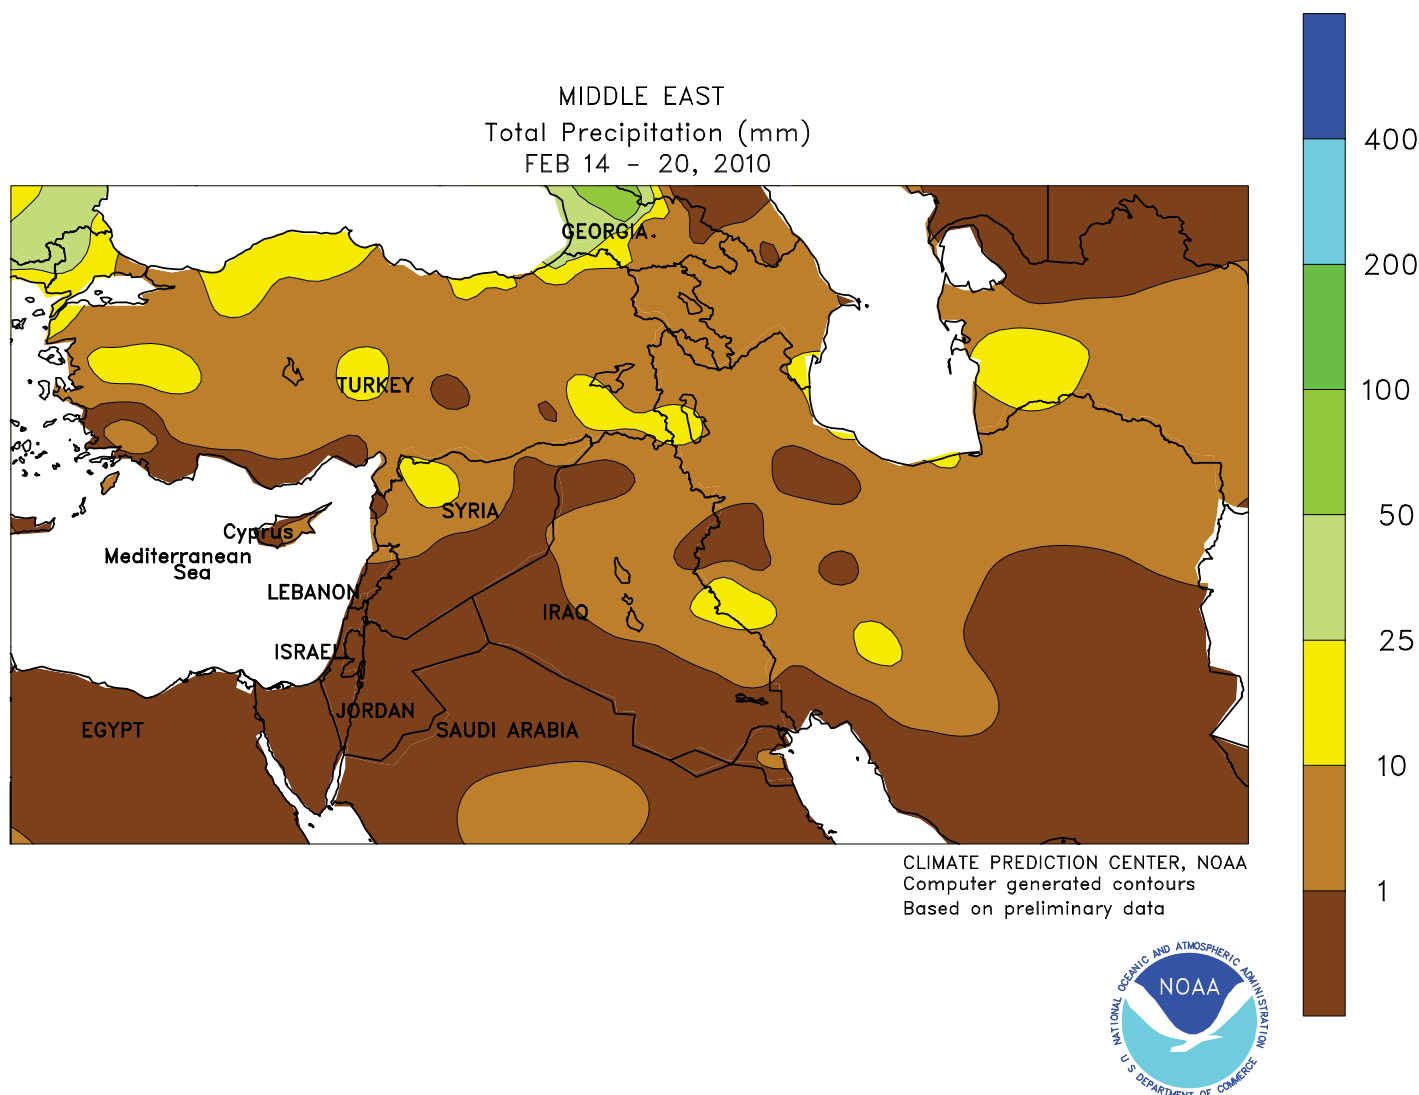 MIDDLE EAST
Total Precipitation (mm)
FEB 14 - 20, 2010
400
200
100
50
25
10
1
GEORGIA
TURKEY
SYRIA
Cyprus
Mediterranean
Sea
LEBANON
IRAQ
ISRAEL
JORDAN
EGYPT
SAUDI ARABIA
CLIMATE PREDICTION CENTER, NOAA
Computer generated contours
Based on preliminary data
NATIONAL OCEANIC AND ATMOSPHERIC ADMINISTRATION
NOAA
U S DEPARTMENT OF COMMERCE